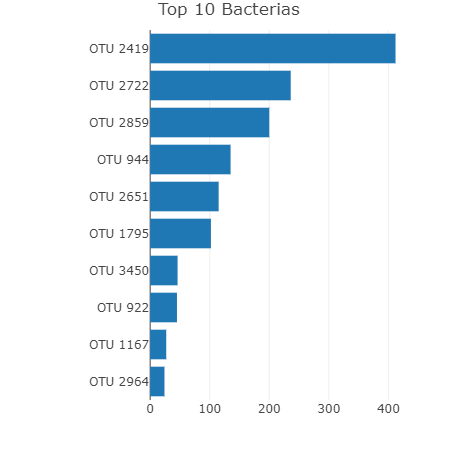 Top 10 Bacterias
OTU 2419
OTU 2722
OTU 2859
OTU 944
OTU 2651
OTU 1795
OTU 3450
OTU 922
OTU 1167
OTU 2964
0 100 200 300 400